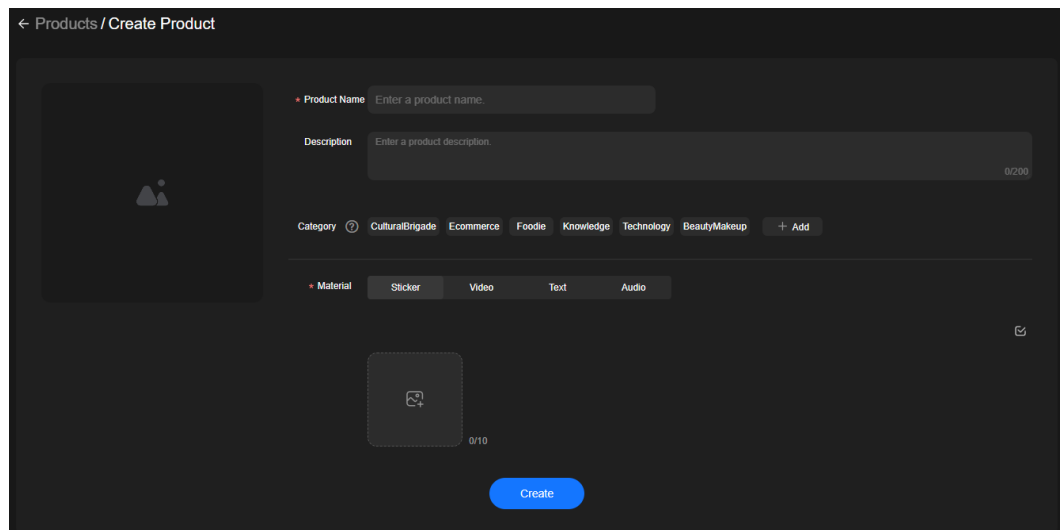 ← Products / Create Product
* Product Name Enter a product name.
Description Enter a product description.
0/200
Category ? CulturalBrigade Ecommerce Foodie Knowledge Technology BeautyMakeup + Add
* Material Sticker Video Text Audio
0/10
Create